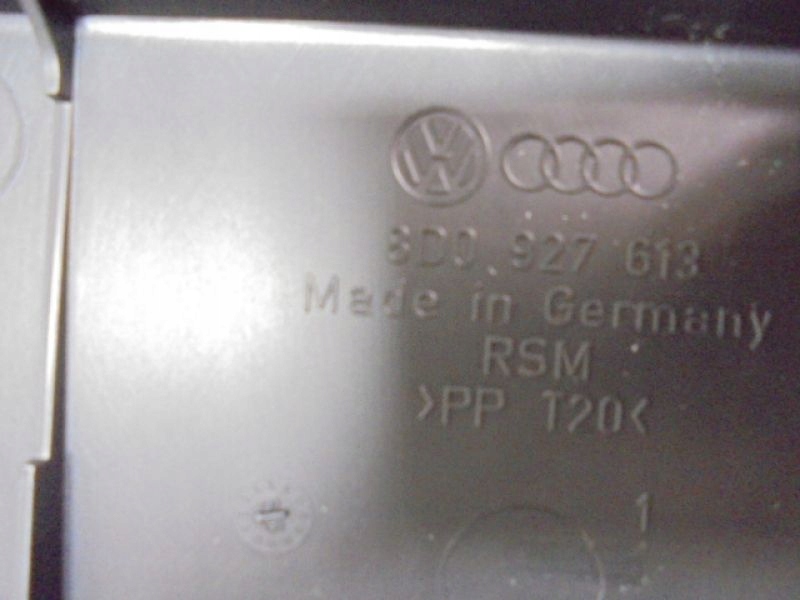 8D0 927 613
Made in Germany
RSM
>PP T20<
1